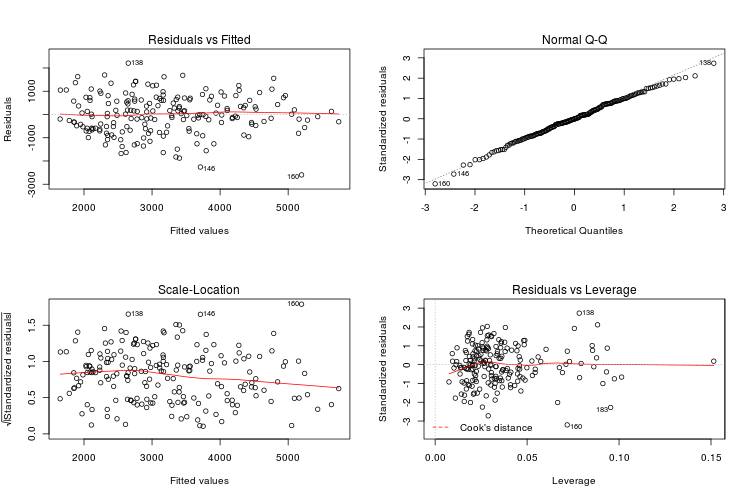 Residuals vs Fitted
Residuals
1000
-1000
-3000
138
146
160
2000 3000 4000 5000
Fitted values
Normal Q-Q
Standardized residuals
3
2
1
0
-1
-2
-3
138
146
160
-3 -2 -1 0 1 2 3
Theoretical Quantiles
Scale-Location
√|Standardized residuals|
1.5
1.0
0.5
0.0
138
146
160
2000 3000 4000 5000
Fitted values
Residuals vs Leverage
Standardized residuals
3
2
1
0
-1
-2
-3
138
183
160
Cook's distance
0.00 0.05 0.10 0.15
Leverage